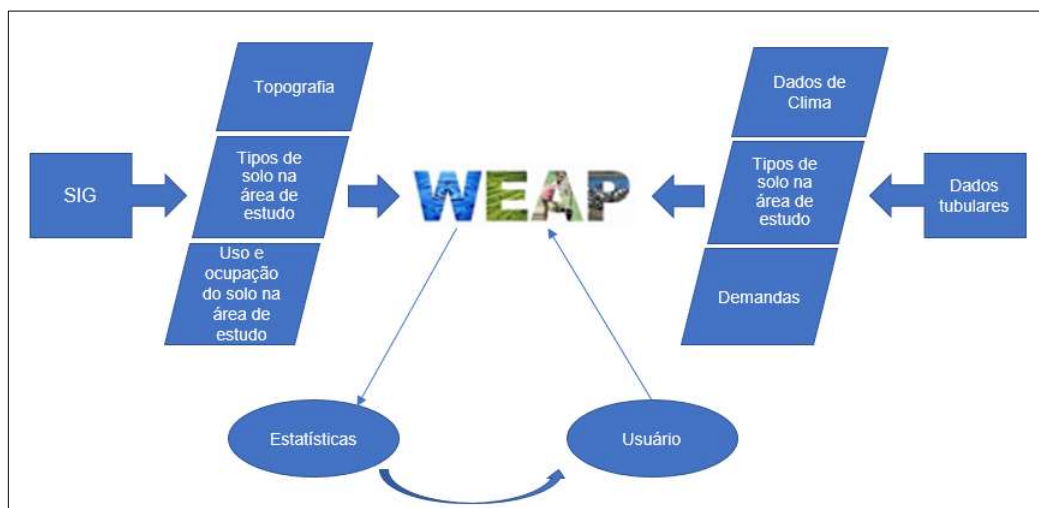 Topografia
Tipos de
solo na
área de
estudo
Uso e
ocupação
do solo na
área de
estudo
SIG
WEAP
Dados de
Clima
Tipos de
solo na
área de
estudo
Demandas
Dados
tubulares
Estatísticas
Usuário